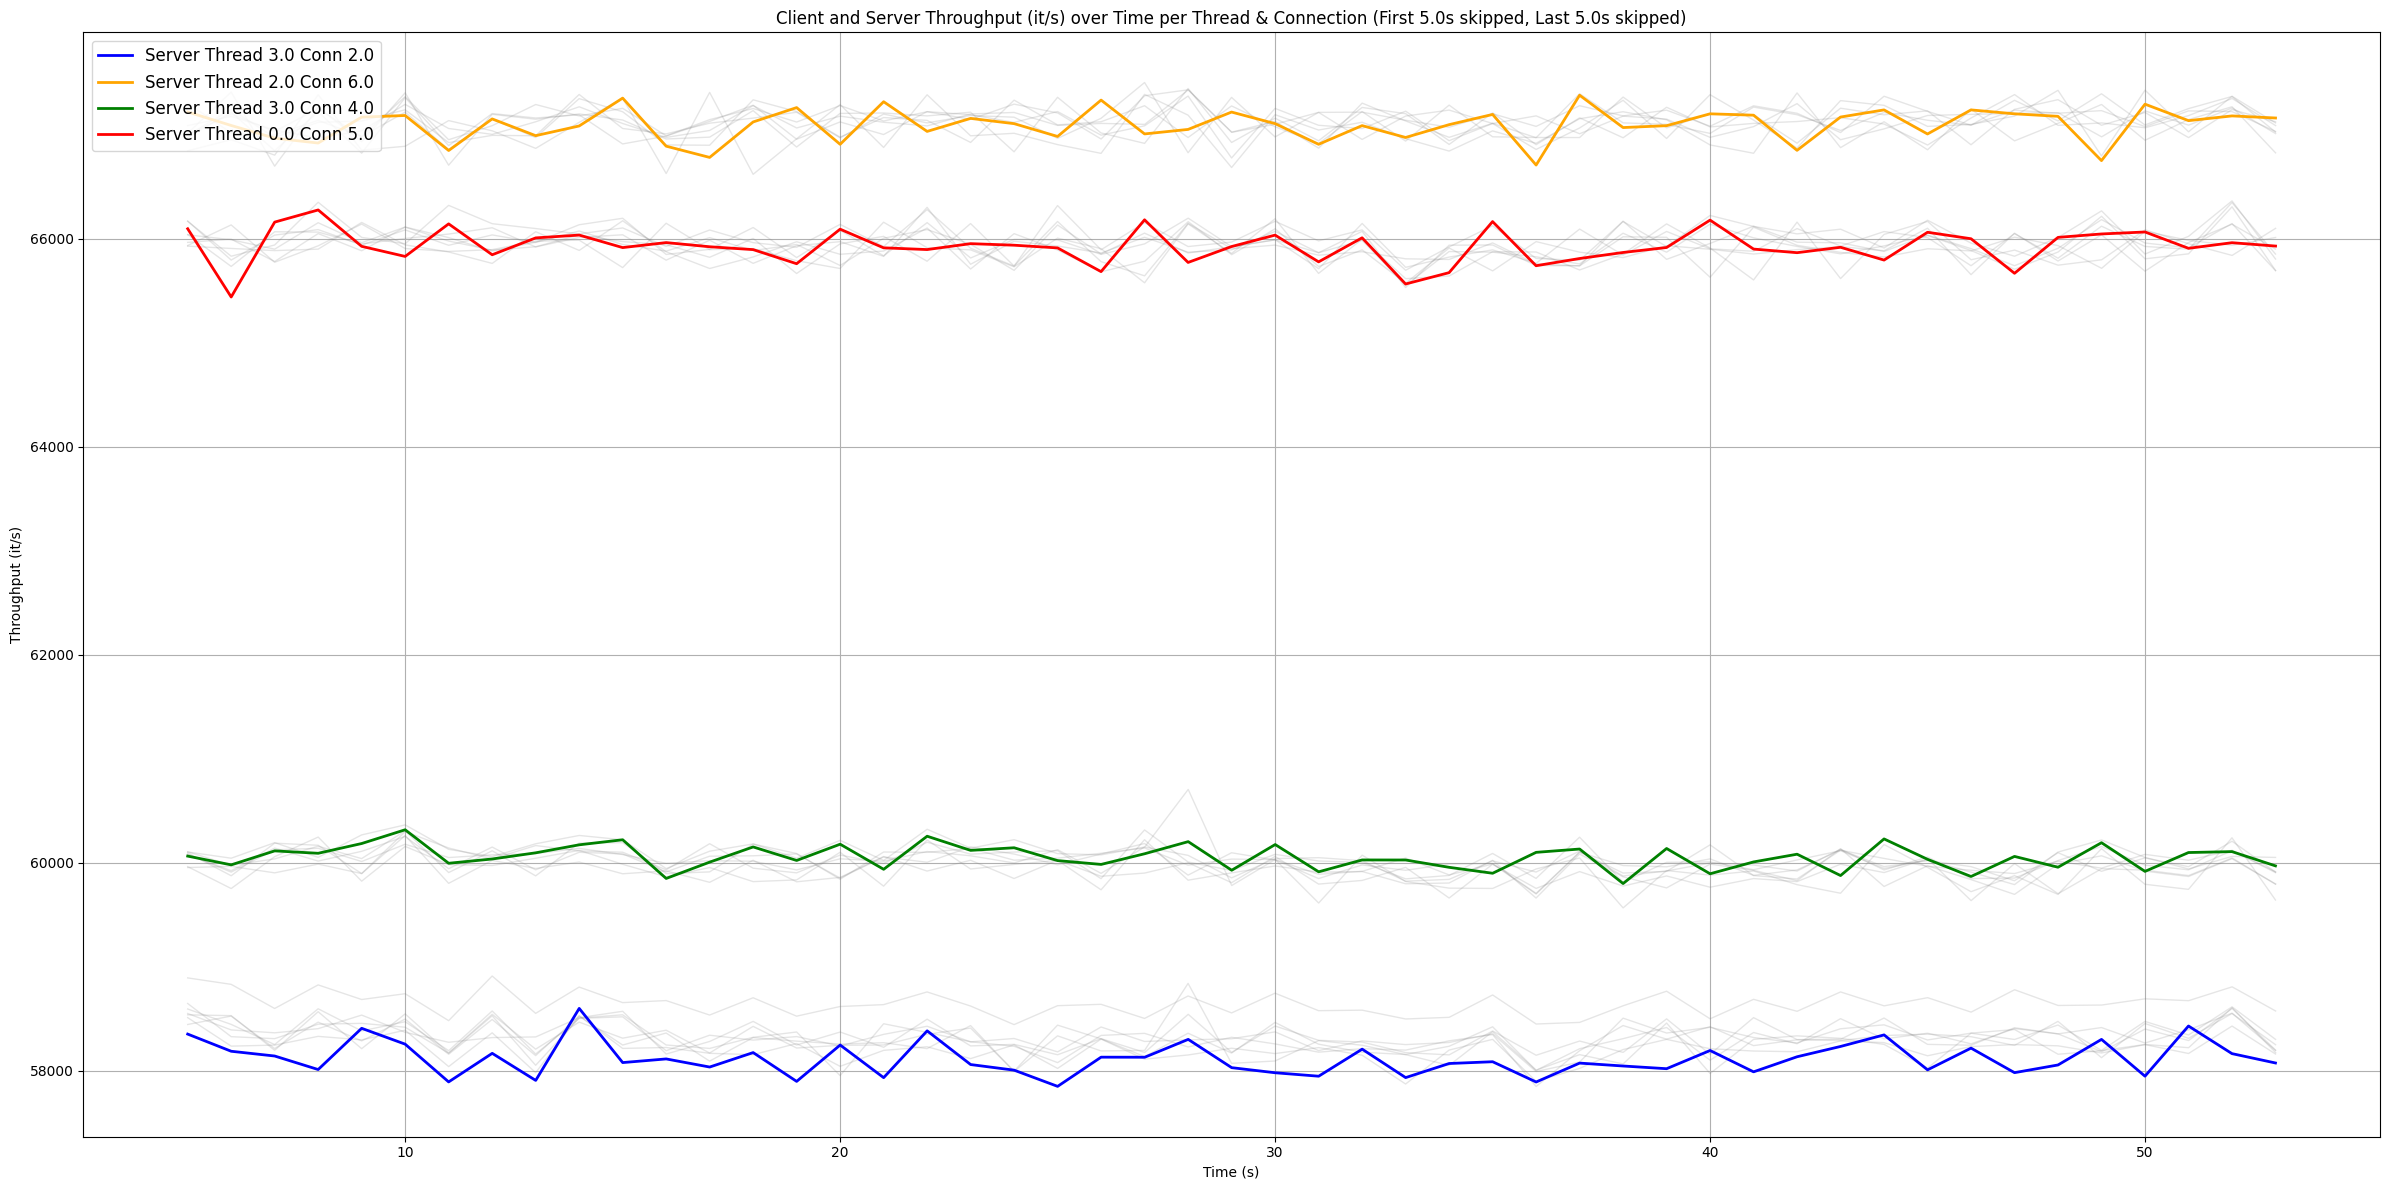 Client and Server Throughput (it/s) over Time per Thread & Connection (First 5.0s skipped, Last 5.0s skipped)
Server Thread 3.0 Conn 2.0
Server Thread 2.0 Conn 6.0
Server Thread 3.0 Conn 4.0
Server Thread 0.0 Conn 5.0
66000
64000
62000
60000
58000
Throughput (it/s)
10
20
30
40
50
Time (s)